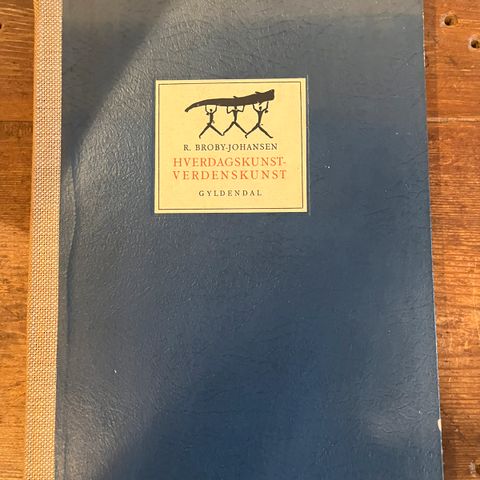 R. BROBY-JOHANSEN
HVERDAGSKUNST-
VERDENSKUNST
GYLDENDAL